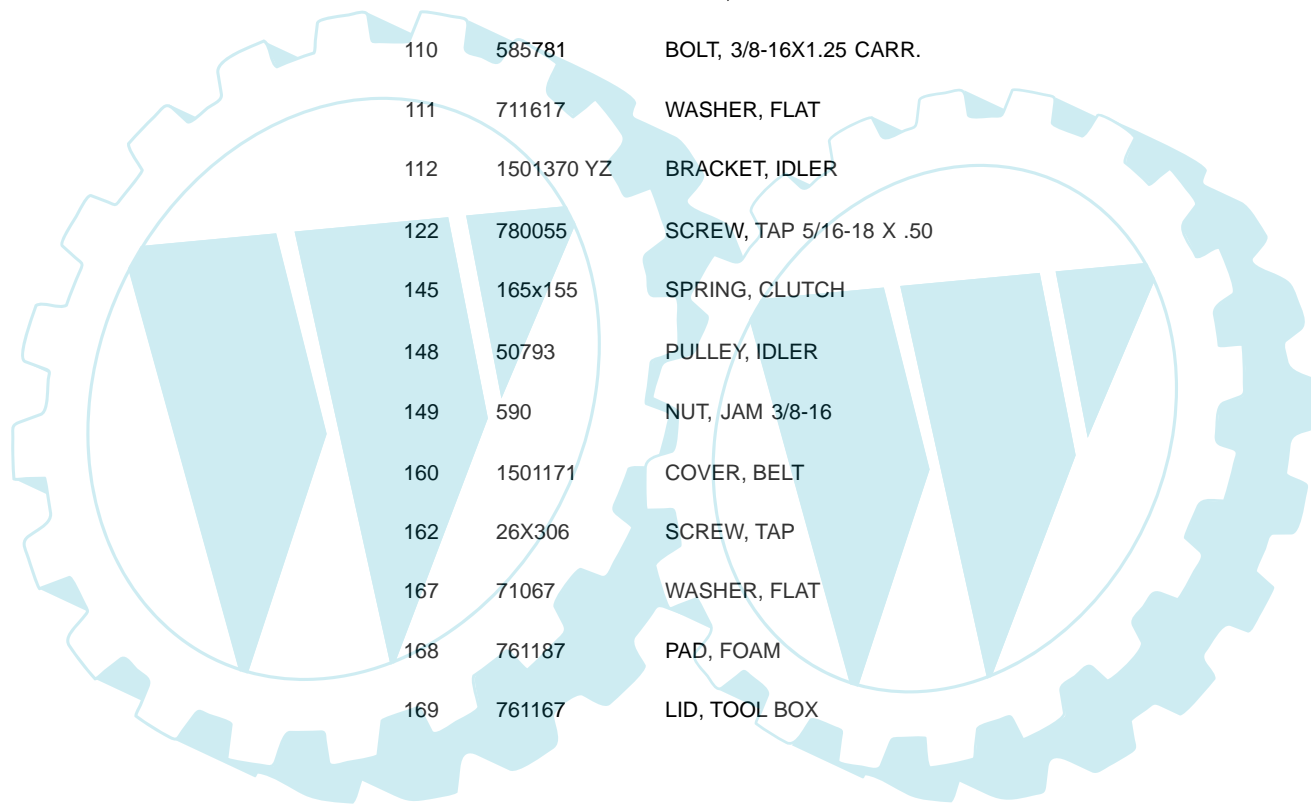 110 585781 BOLT, 3/8-16X1.25 CARR.
111 711617 WASHER, FLAT
112 1501370 YZ BRACKET, IDLER
122 780055 SCREW, TAP 5/16-18 X .50
145 165x155 SPRING, CLUTCH
148 50793 PULLEY, IDLER
149 590 NUT, JAM 3/8-16
160 1501171 COVER, BELT
162 26X306 SCREW, TAP
167 71067 WASHER, FLAT
168 761187 PAD, FOAM
169 761167 LID, TOOL BOX